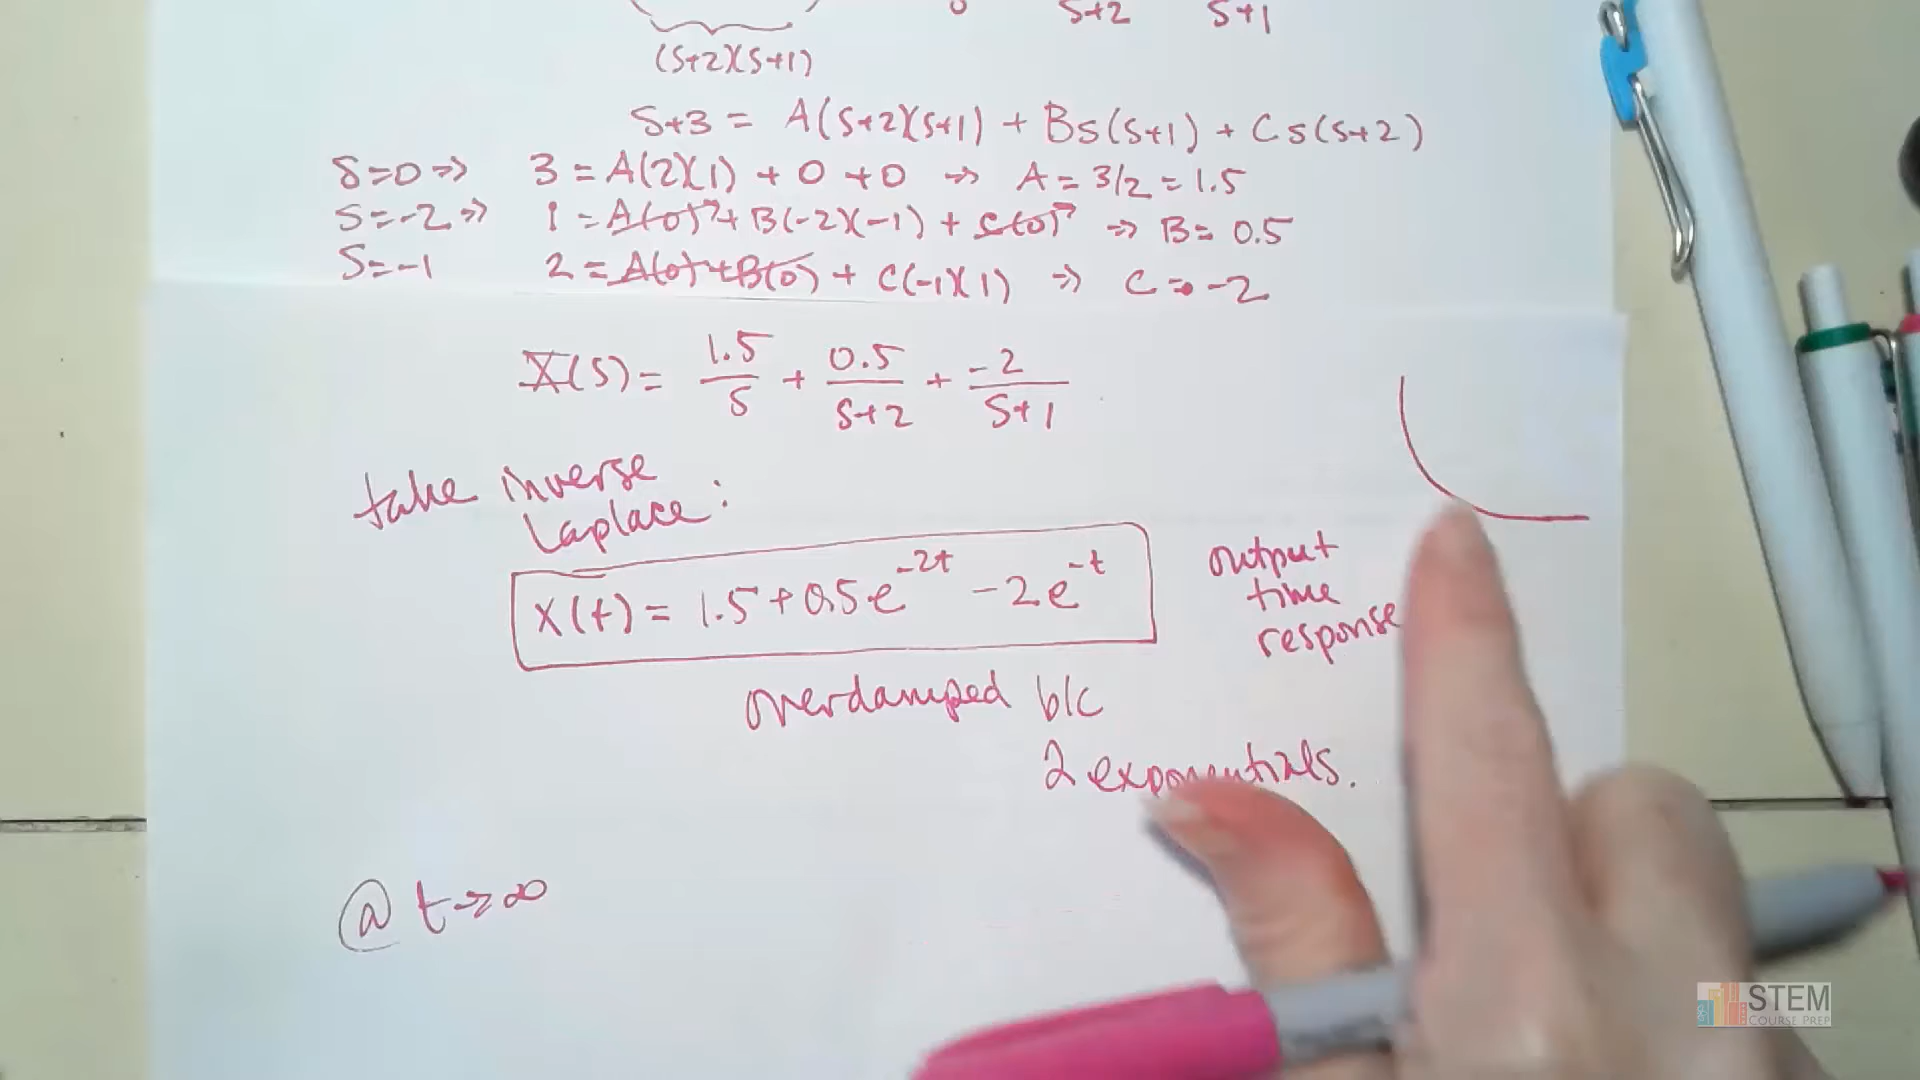 S+2 S+1
(S+2)(S+1)
S+3 = A(S+2)(S+1) + BS(S+1) + CS(S+2)
S=0 => 3 = A(2)(1) + 0 + 0 => A = 3/2 = 1.5
S=-2 => 1 = A(0) + B(-2)(-1) + C(0) => B = 0.5
S=-1 2 = A(0) + B(0) + C(-1)(1) => C = -2
X(S) = 1.5/S + 0.5/S+2 + -2/S+1
take inverse
Laplace:
x(t) = 1.5 + 0.5e^-2t - 2e^-t
output
time
response
overdamped b/c
2 exponentials.
@ t → ∞
STEM
COURSE PREP